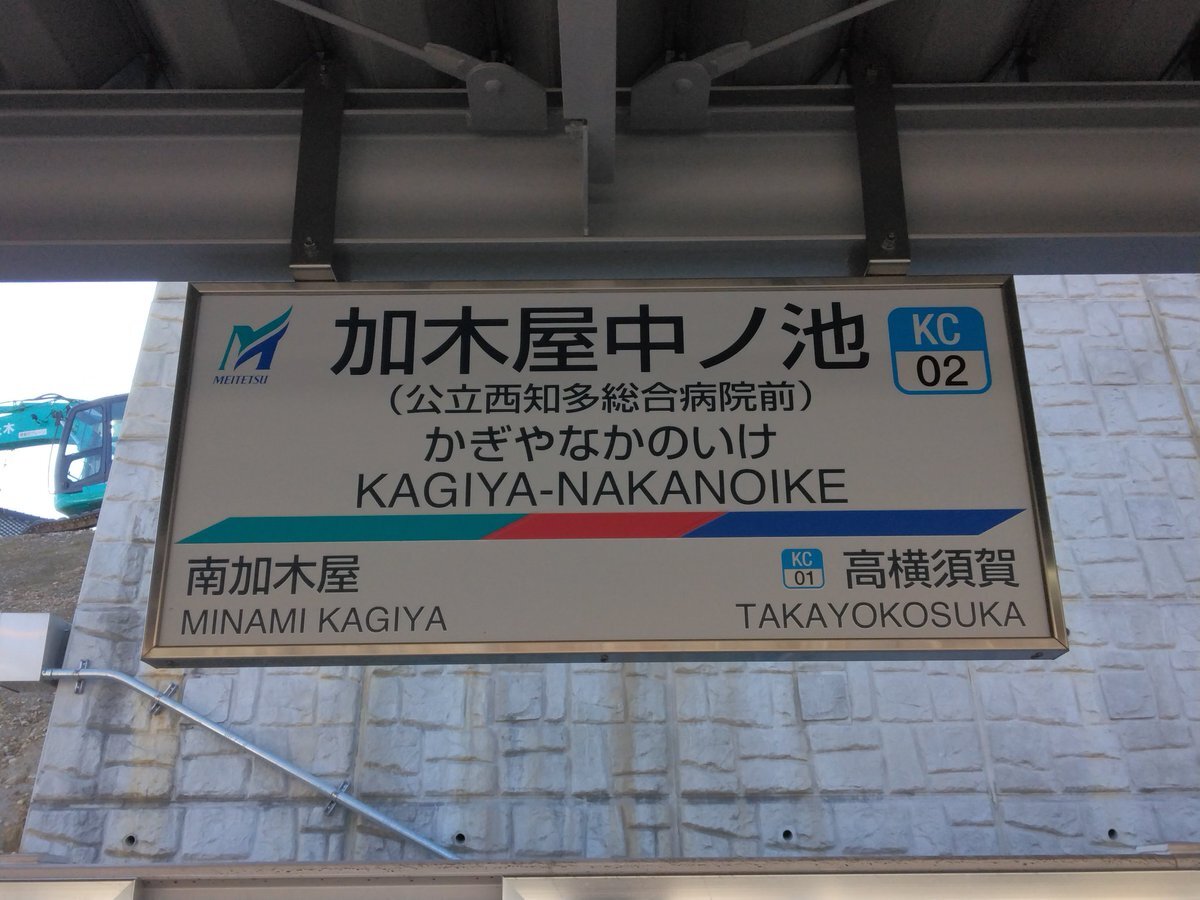 MEITETSU
加木屋中ノ池
KC
02
（公立西知多総合病院前）
かぎやなかのいけ
KAGIYA-NAKANOIKE
南加木屋
MINAMI KAGIYA
KC
01
高横須賀
TAKAYOKOSUKA
木